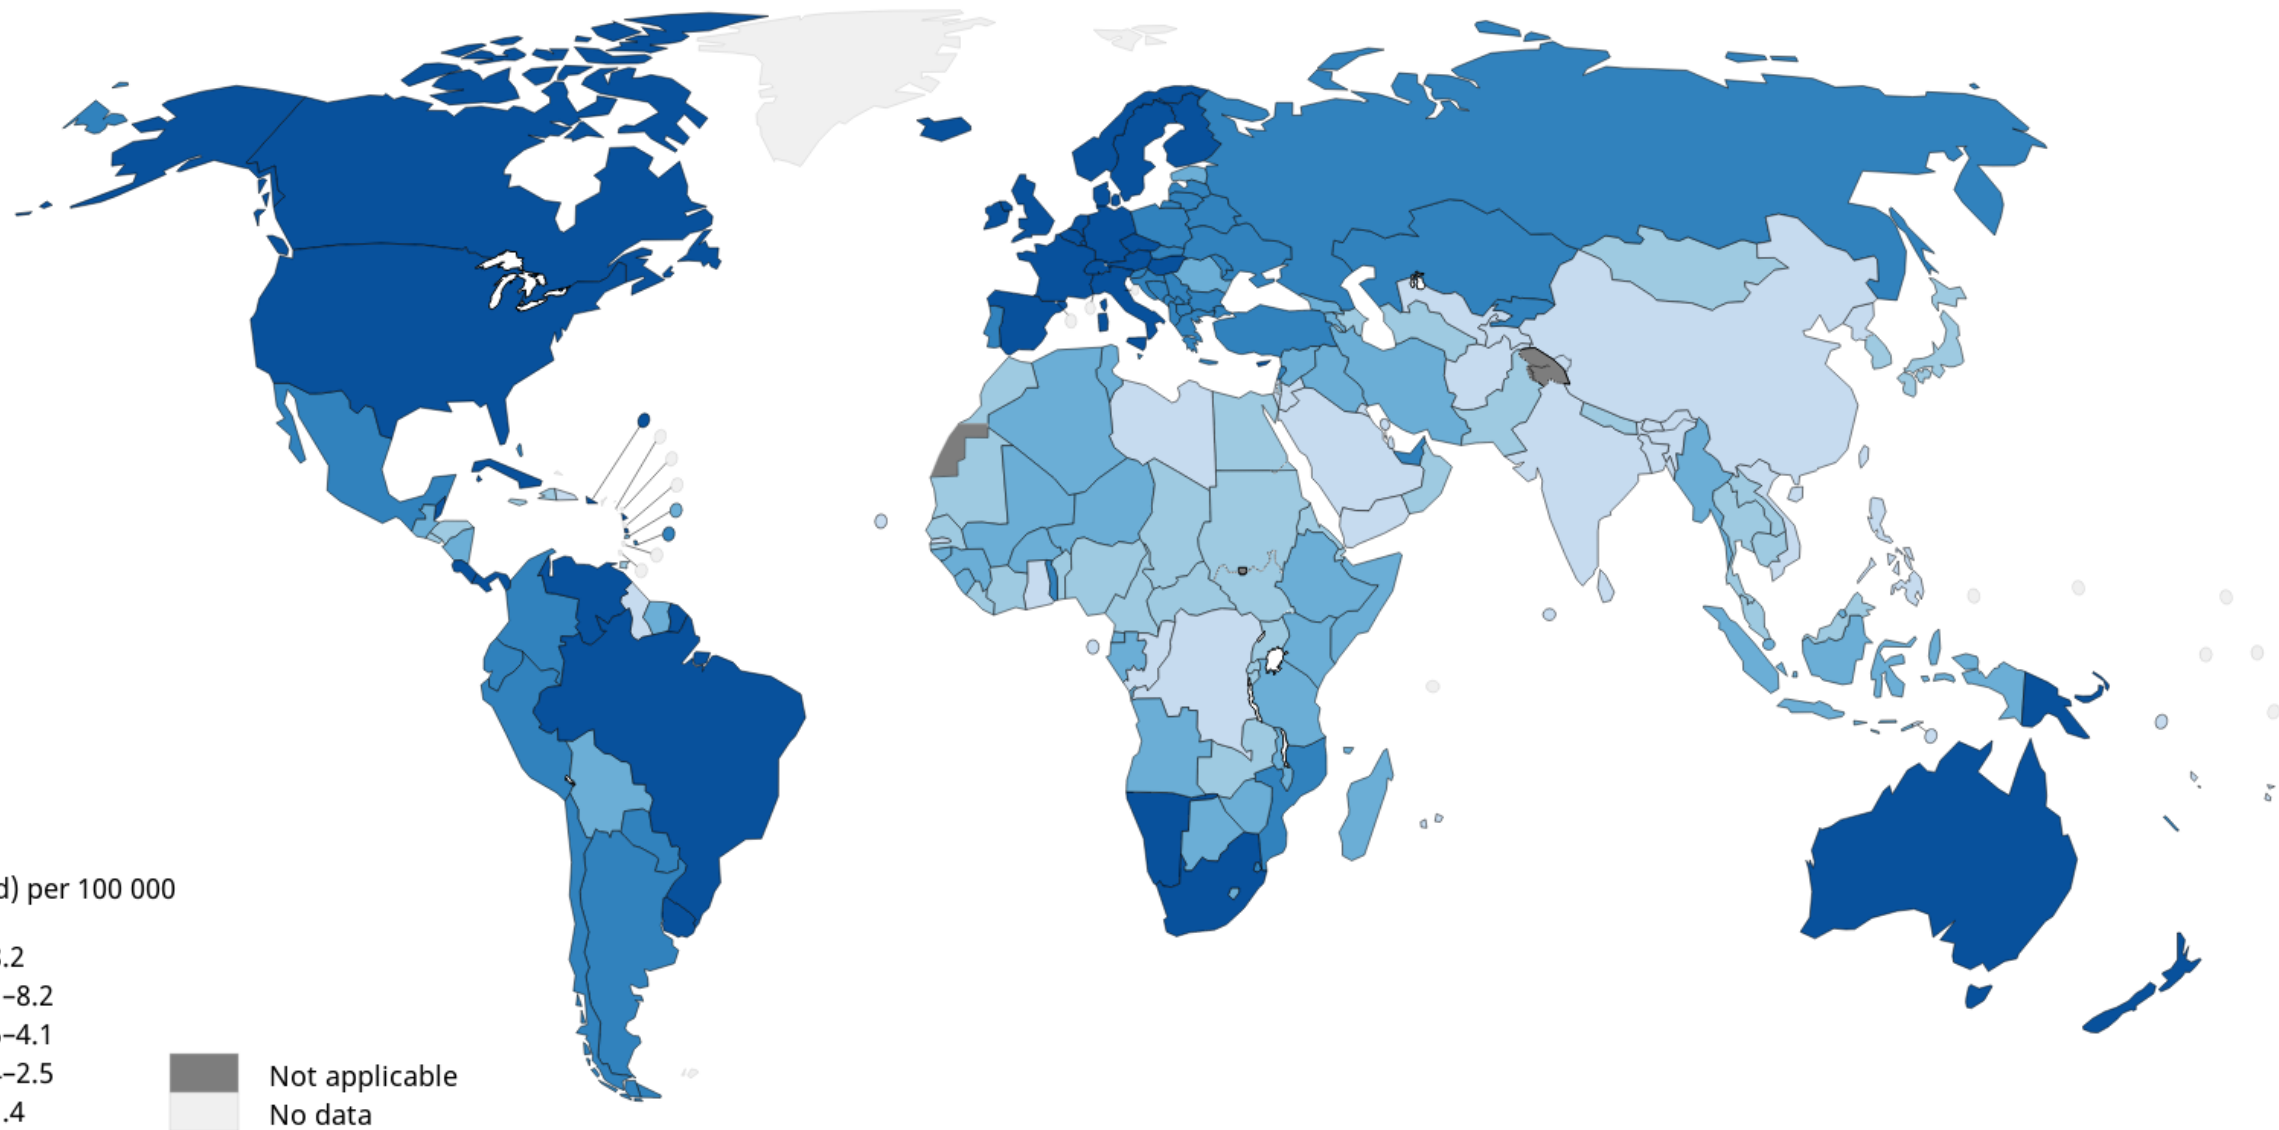 d) per 100 000
.2
–8.2
–4.1
–2.5
.4
Not applicable
No data